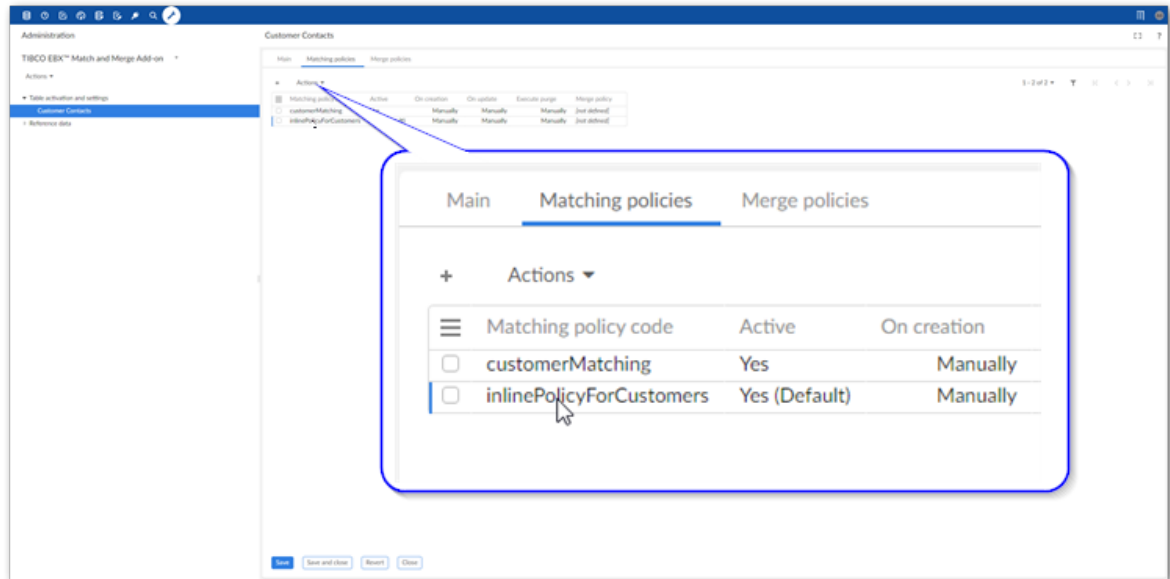 Administration
Customer Contacts
?
TIBCO EBX™ Match and Merge Add-on
Main Matching policies Merge policies
Actions
Actions
1 - 2 of 2
Table activation and settings
Matching policy Active On creation On update Execute purge Merge policy
Customer Contacts
customerMatching Manually Manually Manually [not defined]
Reference data
inlinePolicyForCustomers Manually Manually Manually [not defined]
Main Matching policies Merge policies
+ Actions
Matching policy code Active On creation
customerMatching Yes Manually
inlinePolicyForCustomers Yes (Default) Manually
Save Save and close Revert Close